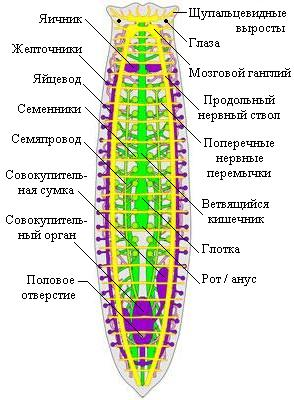 Яичник
Желточники
Яйцевод
Семенники
Семяпровод
Совокупитель-
ная сумка
Совокупитель-
ный орган
Половое
отверстие
Щупальцевидные
выросты
Глаза
Мозговой ганглий
Продольный
нервный ствол
Поперечные
нервные
перемычки
Ветвящийся
кишечник
Глотка
Рот / анус